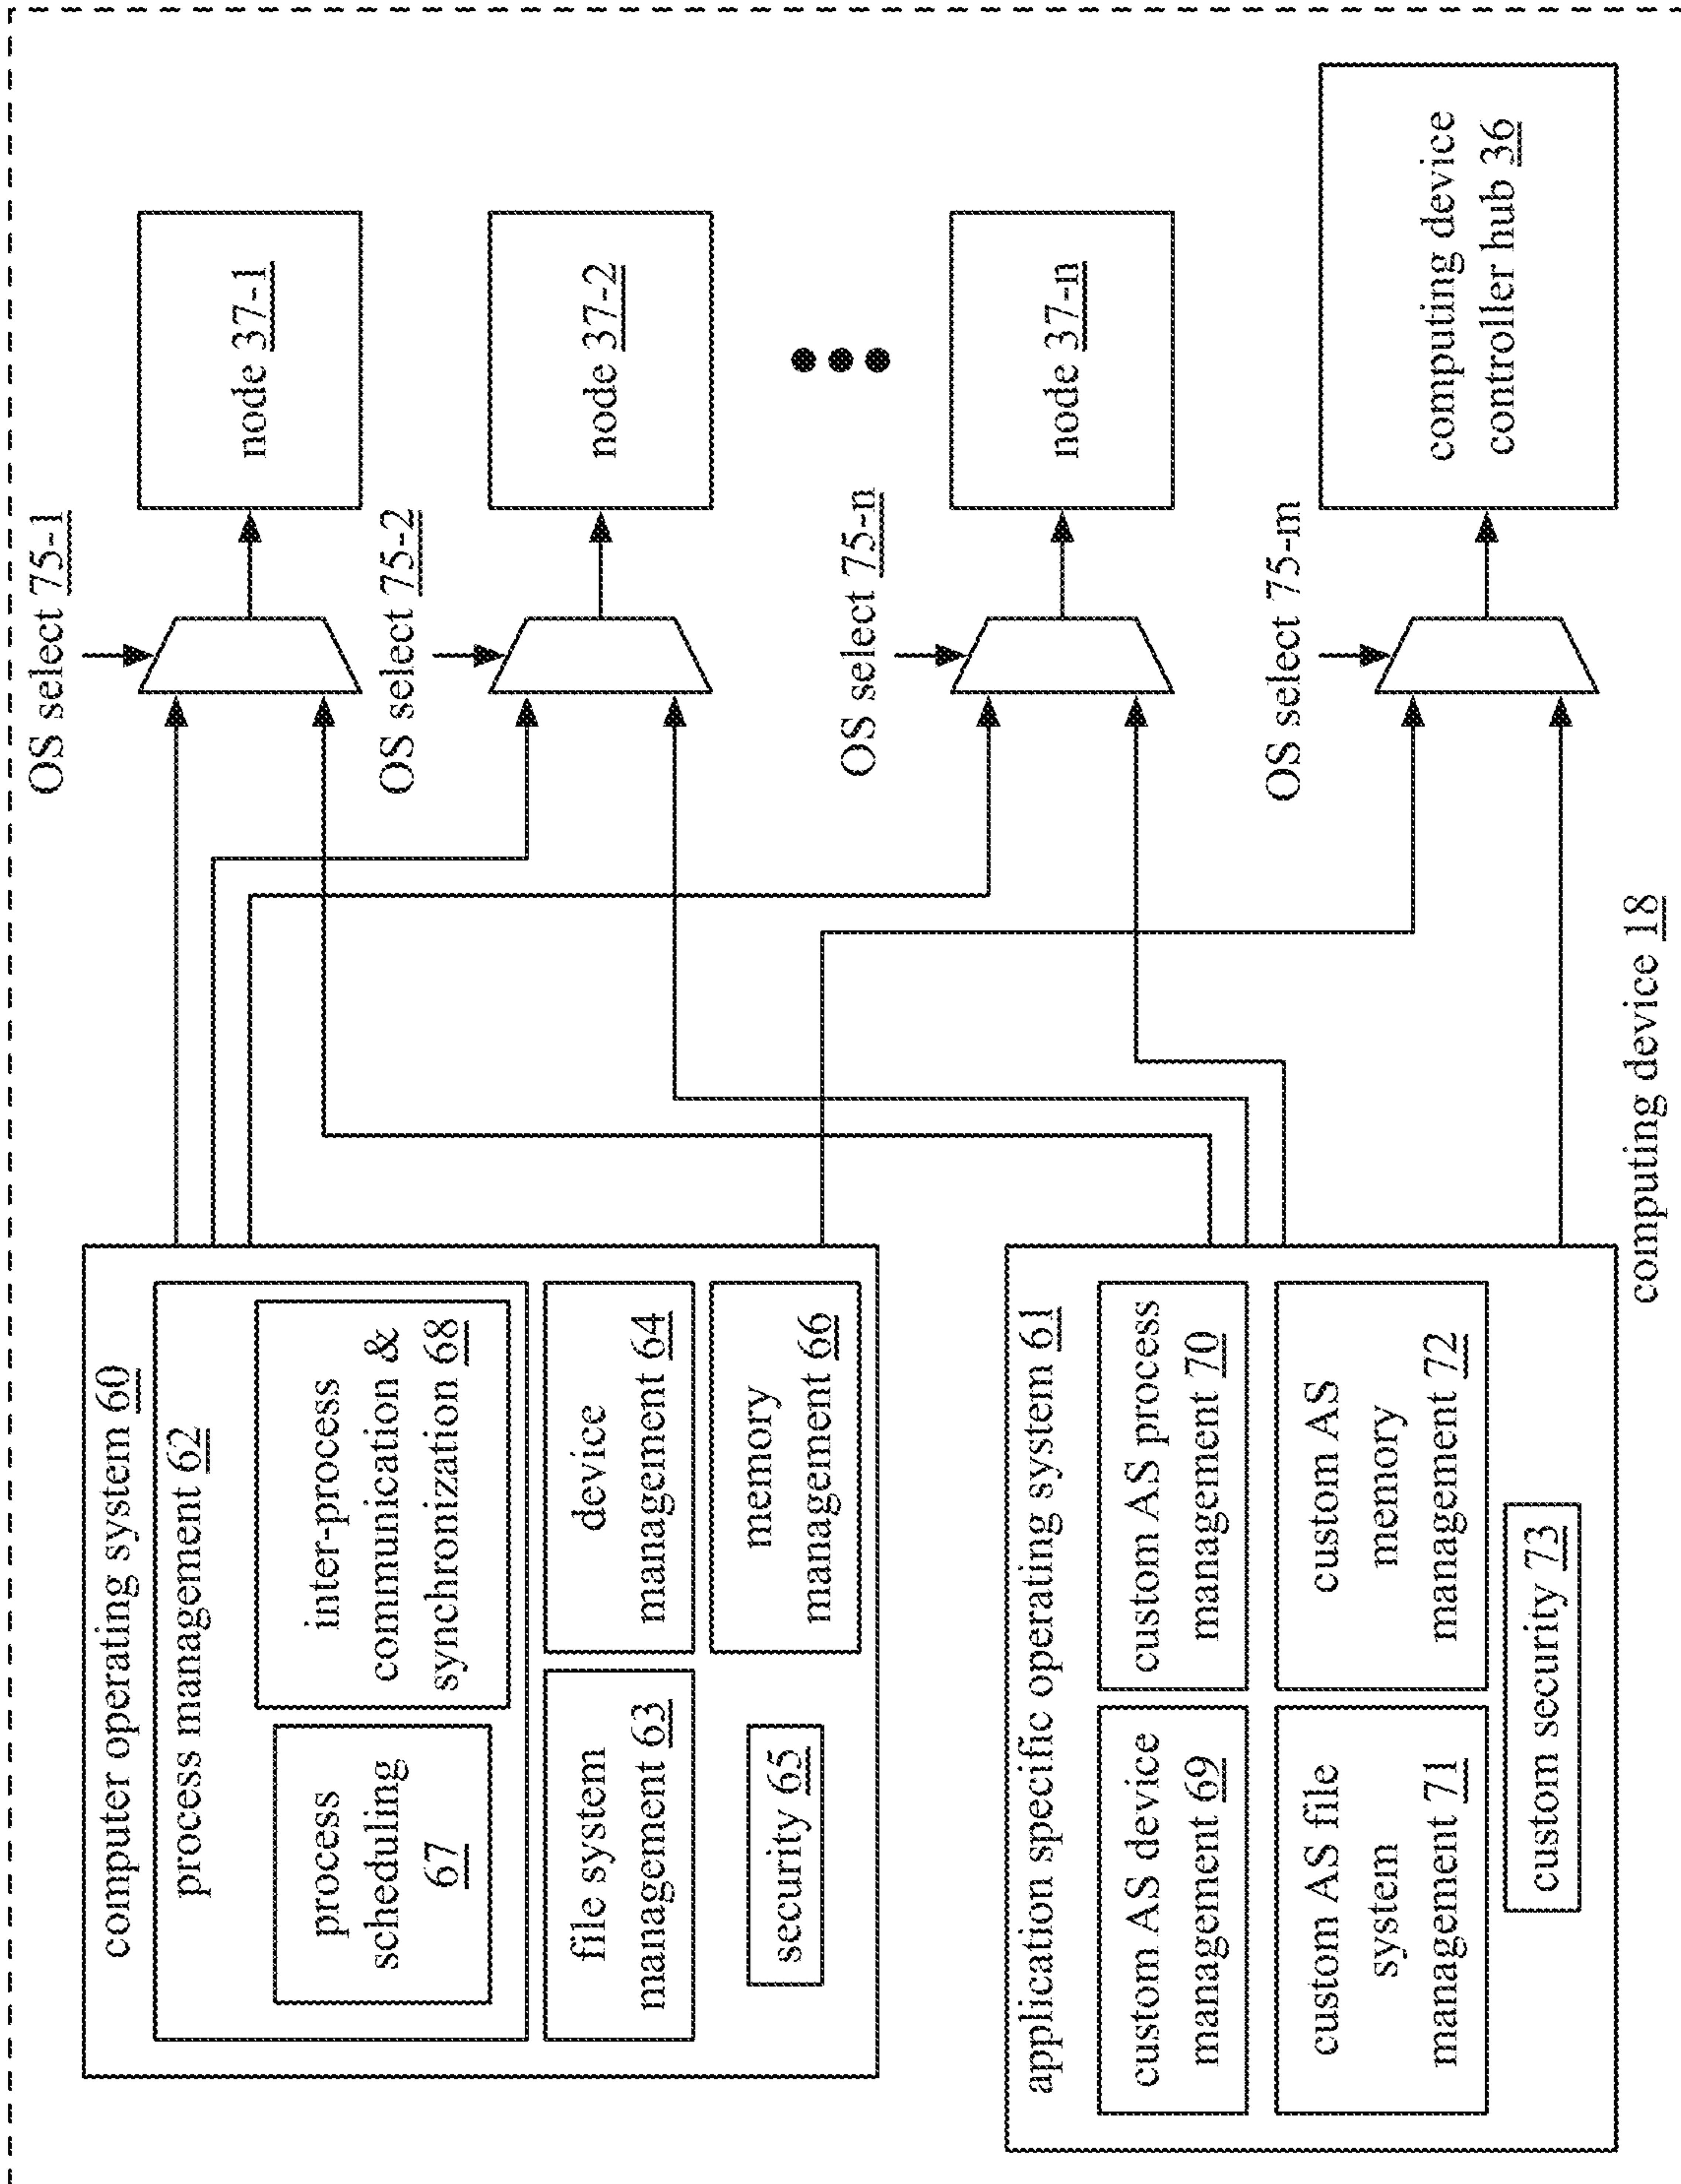 computer operating system 60
process management 62
process
scheduling
67
inter-process
communication &
synchronization 68
file system
management 63
device
management 64
security 65
memory
management 66
application specific operating system 61
custom AS device
management 69
custom AS process
management 70
custom AS file
system
management 71
custom AS
memory
management 72
custom security 73
OS select 75-1
node 37-1
OS select 75-2
node 37-2
OS select 75-n
node 37-n
OS select 75-m
computing device
controller hub 36
computing device 18